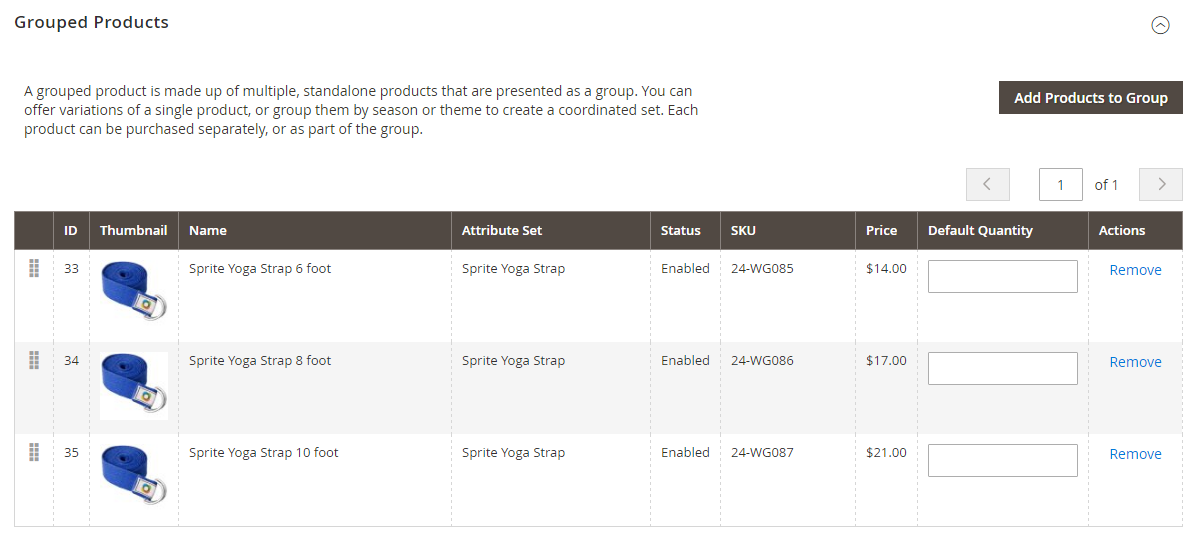 Grouped Products
A grouped product is made up of multiple, standalone products that are presented as a group. You can
offer variations of a single product, or group them by season or theme to create a coordinated set. Each
product can be purchased separately, or as part of the group.
Add Products to Group
1 of 1
ID Thumbnail Name Attribute Set Status SKU Price Default Quantity Actions
33 Sprite Yoga Strap 6 foot Sprite Yoga Strap Enabled 24-WG085 $14.00 Remove
34 Sprite Yoga Strap 8 foot Sprite Yoga Strap Enabled 24-WG086 $17.00 Remove
35 Sprite Yoga Strap 10 foot Sprite Yoga Strap Enabled 24-WG087 $21.00 Remove